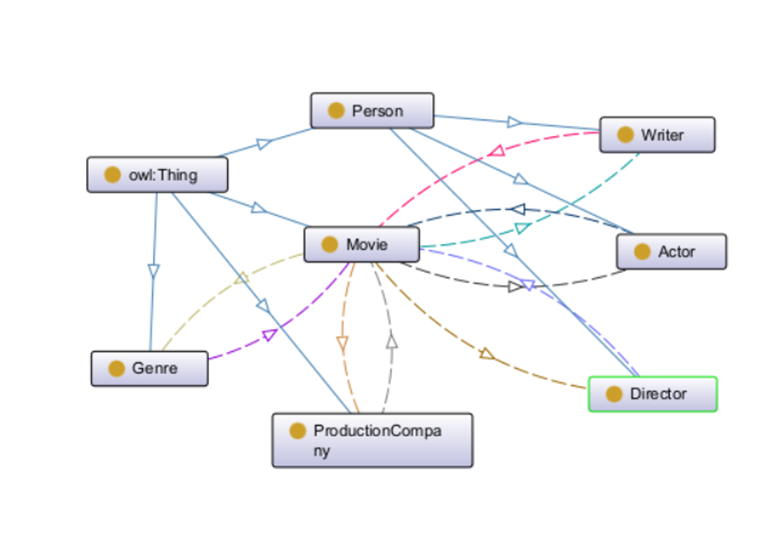 Person
Writer
owl:Thing
Movie
Actor
Genre
Director
ProductionCompa
ny